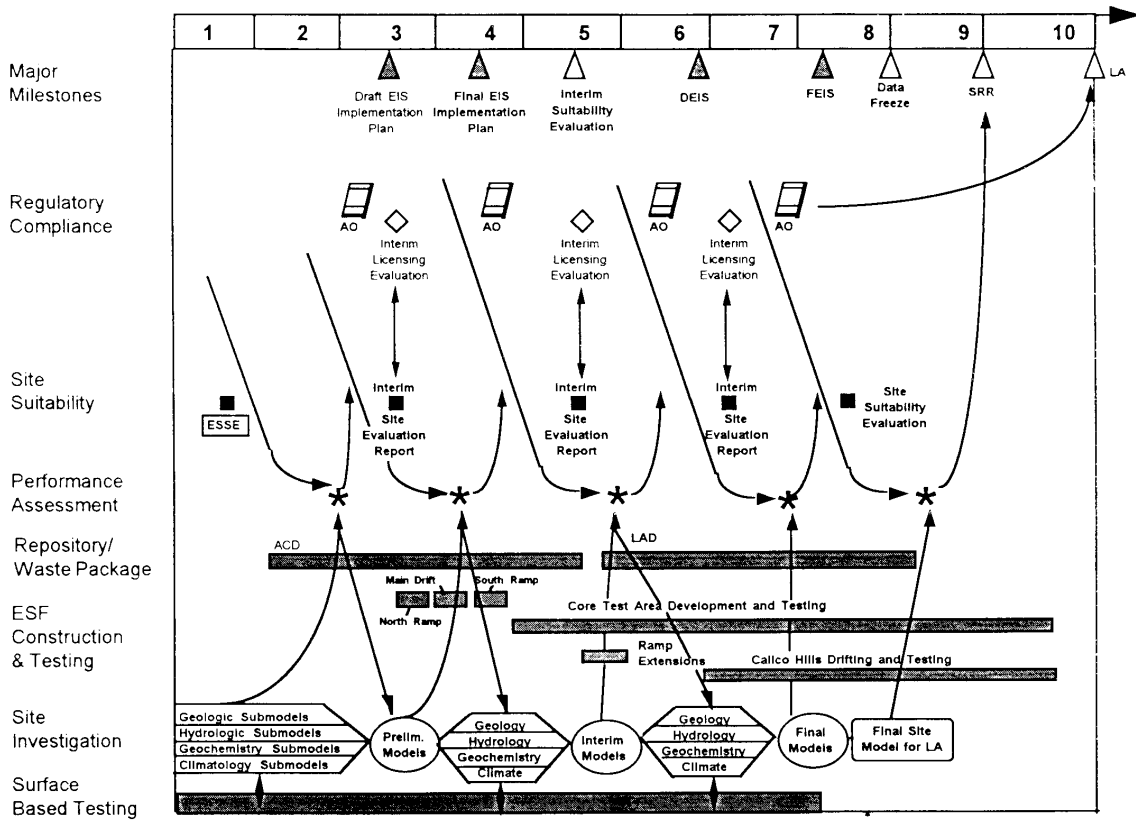 1 2 3 4 5 6 7 8 9 10
Major
Milestones
Draft EIS
Implementation
Plan
Final EIS
Implementation
Plan
Interim
Suitability
Evaluation
DEIS
FEIS
Data
Freeze
SRR
LA
Regulatory
Compliance
AO
Interim
Licensing
Evaluation
AO
Interim
Licensing
Evaluation
AO
Interim
Licensing
Evaluation
AO
Site
Suitability
ESSE
Interim
Site
Evaluation
Report
Interim
Site
Evaluation
Report
Interim
Site
Evaluation
Report
Site
Suitability
Evaluation
Performance
Assessment
* * * * *
Repository/
Waste Package
ACD
LAD
ESF
Construction
& Testing
Main Drift
South Ramp
North Ramp
Core Test Area Development and Testing
Ramp
Extensions
Calico Hills Drifting and Testing
Site
Investigation
Geologic Submodels
Hydrologic Submodels
Geochemistry Submodels
Climatology Submodels
Prelim.
Models
Geology
Hydrology
Geochemistry
Climate
Interim
Models
Geology
Hydrology
Geochemistry
Climate
Final
Models
Final Site
Model for LA
Surface
Based Testing